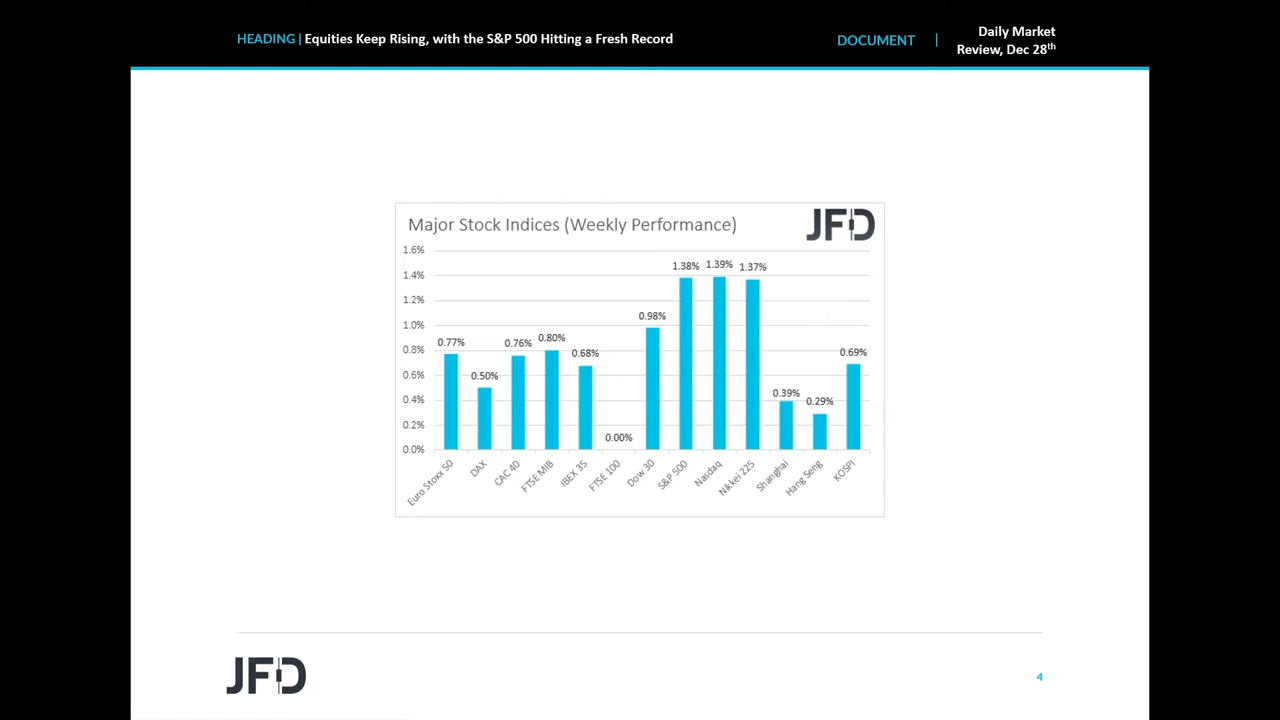 HEADING | Equities Keep Rising, with the S&P 500 Hitting a Fresh Record
DOCUMENT |
Daily Market
Review, Dec 28th
Major Stock Indices (Weekly Performance)
JFD
1.6%
1.4%
1.2%
1.0%
0.8%
0.6%
0.4%
0.2%
0.0%
0.77%
0.50%
0.76%
0.80%
0.68%
0.00%
0.98%
1.38%
1.39%
1.37%
0.39%
0.29%
0.69%
Euro Stoxx 50
DAX
CAC 40
FTSE MIB
IBEX 35
FTSE 100
Dow 30
S&P 500
Nasdaq
Nikkei 225
Shanghai
Hang Seng
KOSPI
JFD
4